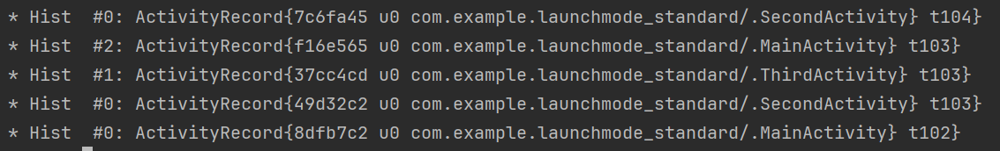 * Hist  #0: ActivityRecord{7c6fa45 u0 com.example.launchmode_standard/.SecondActivity} t104}
* Hist  #2: ActivityRecord{f16e565 u0 com.example.launchmode_standard/.MainActivity} t103}
* Hist  #1: ActivityRecord{37cc4cd u0 com.example.launchmode_standard/.ThirdActivity} t103}
* Hist  #0: ActivityRecord{49d32c2 u0 com.example.launchmode_standard/.SecondActivity} t103}
* Hist  #0: ActivityRecord{8dfb7c2 u0 com.example.launchmode_standard/.MainActivity} t102}